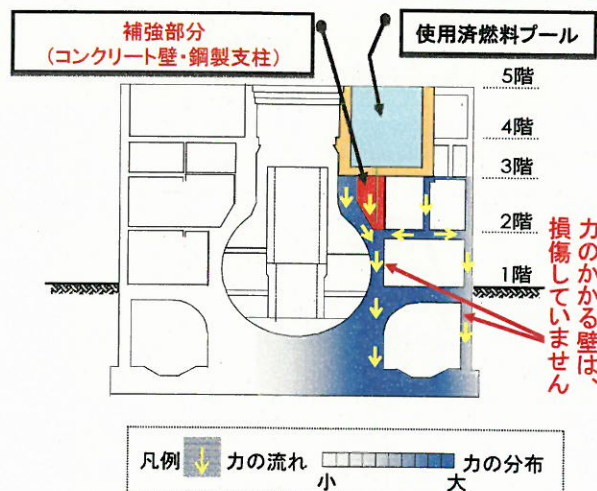 補強部分
(コンクリート壁・鋼製支柱)
使用済燃料プール
5階
4階
3階
2階
1階
力のかかる壁は、
損傷していません
凡例 力の流れ 力の分布
小 大